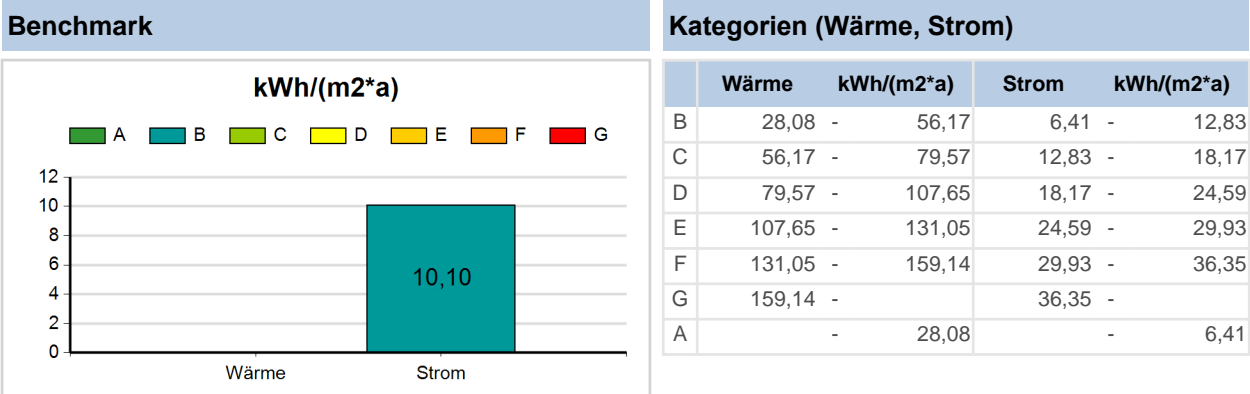 Benchmark
kWh/(m2*a)
A B C D E F G
12
10
8
6
4
2
0
10,10
Wärme Strom
Kategorien (Wärme, Strom)
Wärme kWh/(m2*a) Strom kWh/(m2*a)
B 28,08 - 56,17 6,41 - 12,83
C 56,17 - 79,57 12,83 - 18,17
D 79,57 - 107,65 18,17 - 24,59
E 107,65 - 131,05 24,59 - 29,93
F 131,05 - 159,14 29,93 - 36,35
G 159,14 - 36,35 -
A - 28,08 - 6,41